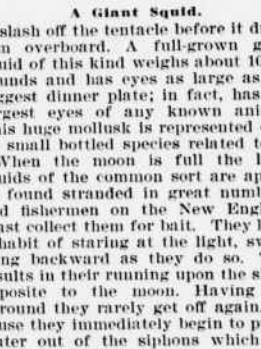 A Giant Squid.
slash off the tentacle before it d
m overboard. A full-grown g
uid of this kind weighs about 10
unds and has eyes as large as
ggest dinner plate; in fact, has
rgest eyes of any known ani
is huge mollusk is represented
small bottled species related t
When the moon is full the l
uids of the common sort are ap
found stranded in great num
d fishermen on the New Eng
ast collect them for bait. They h
habit of staring at the light, sw
ng backward as they do so. T
sults in their running upon the s
posite to the moon. Having
round they rarely get off again,
use they immediately begin to p
ater out of the siphons which